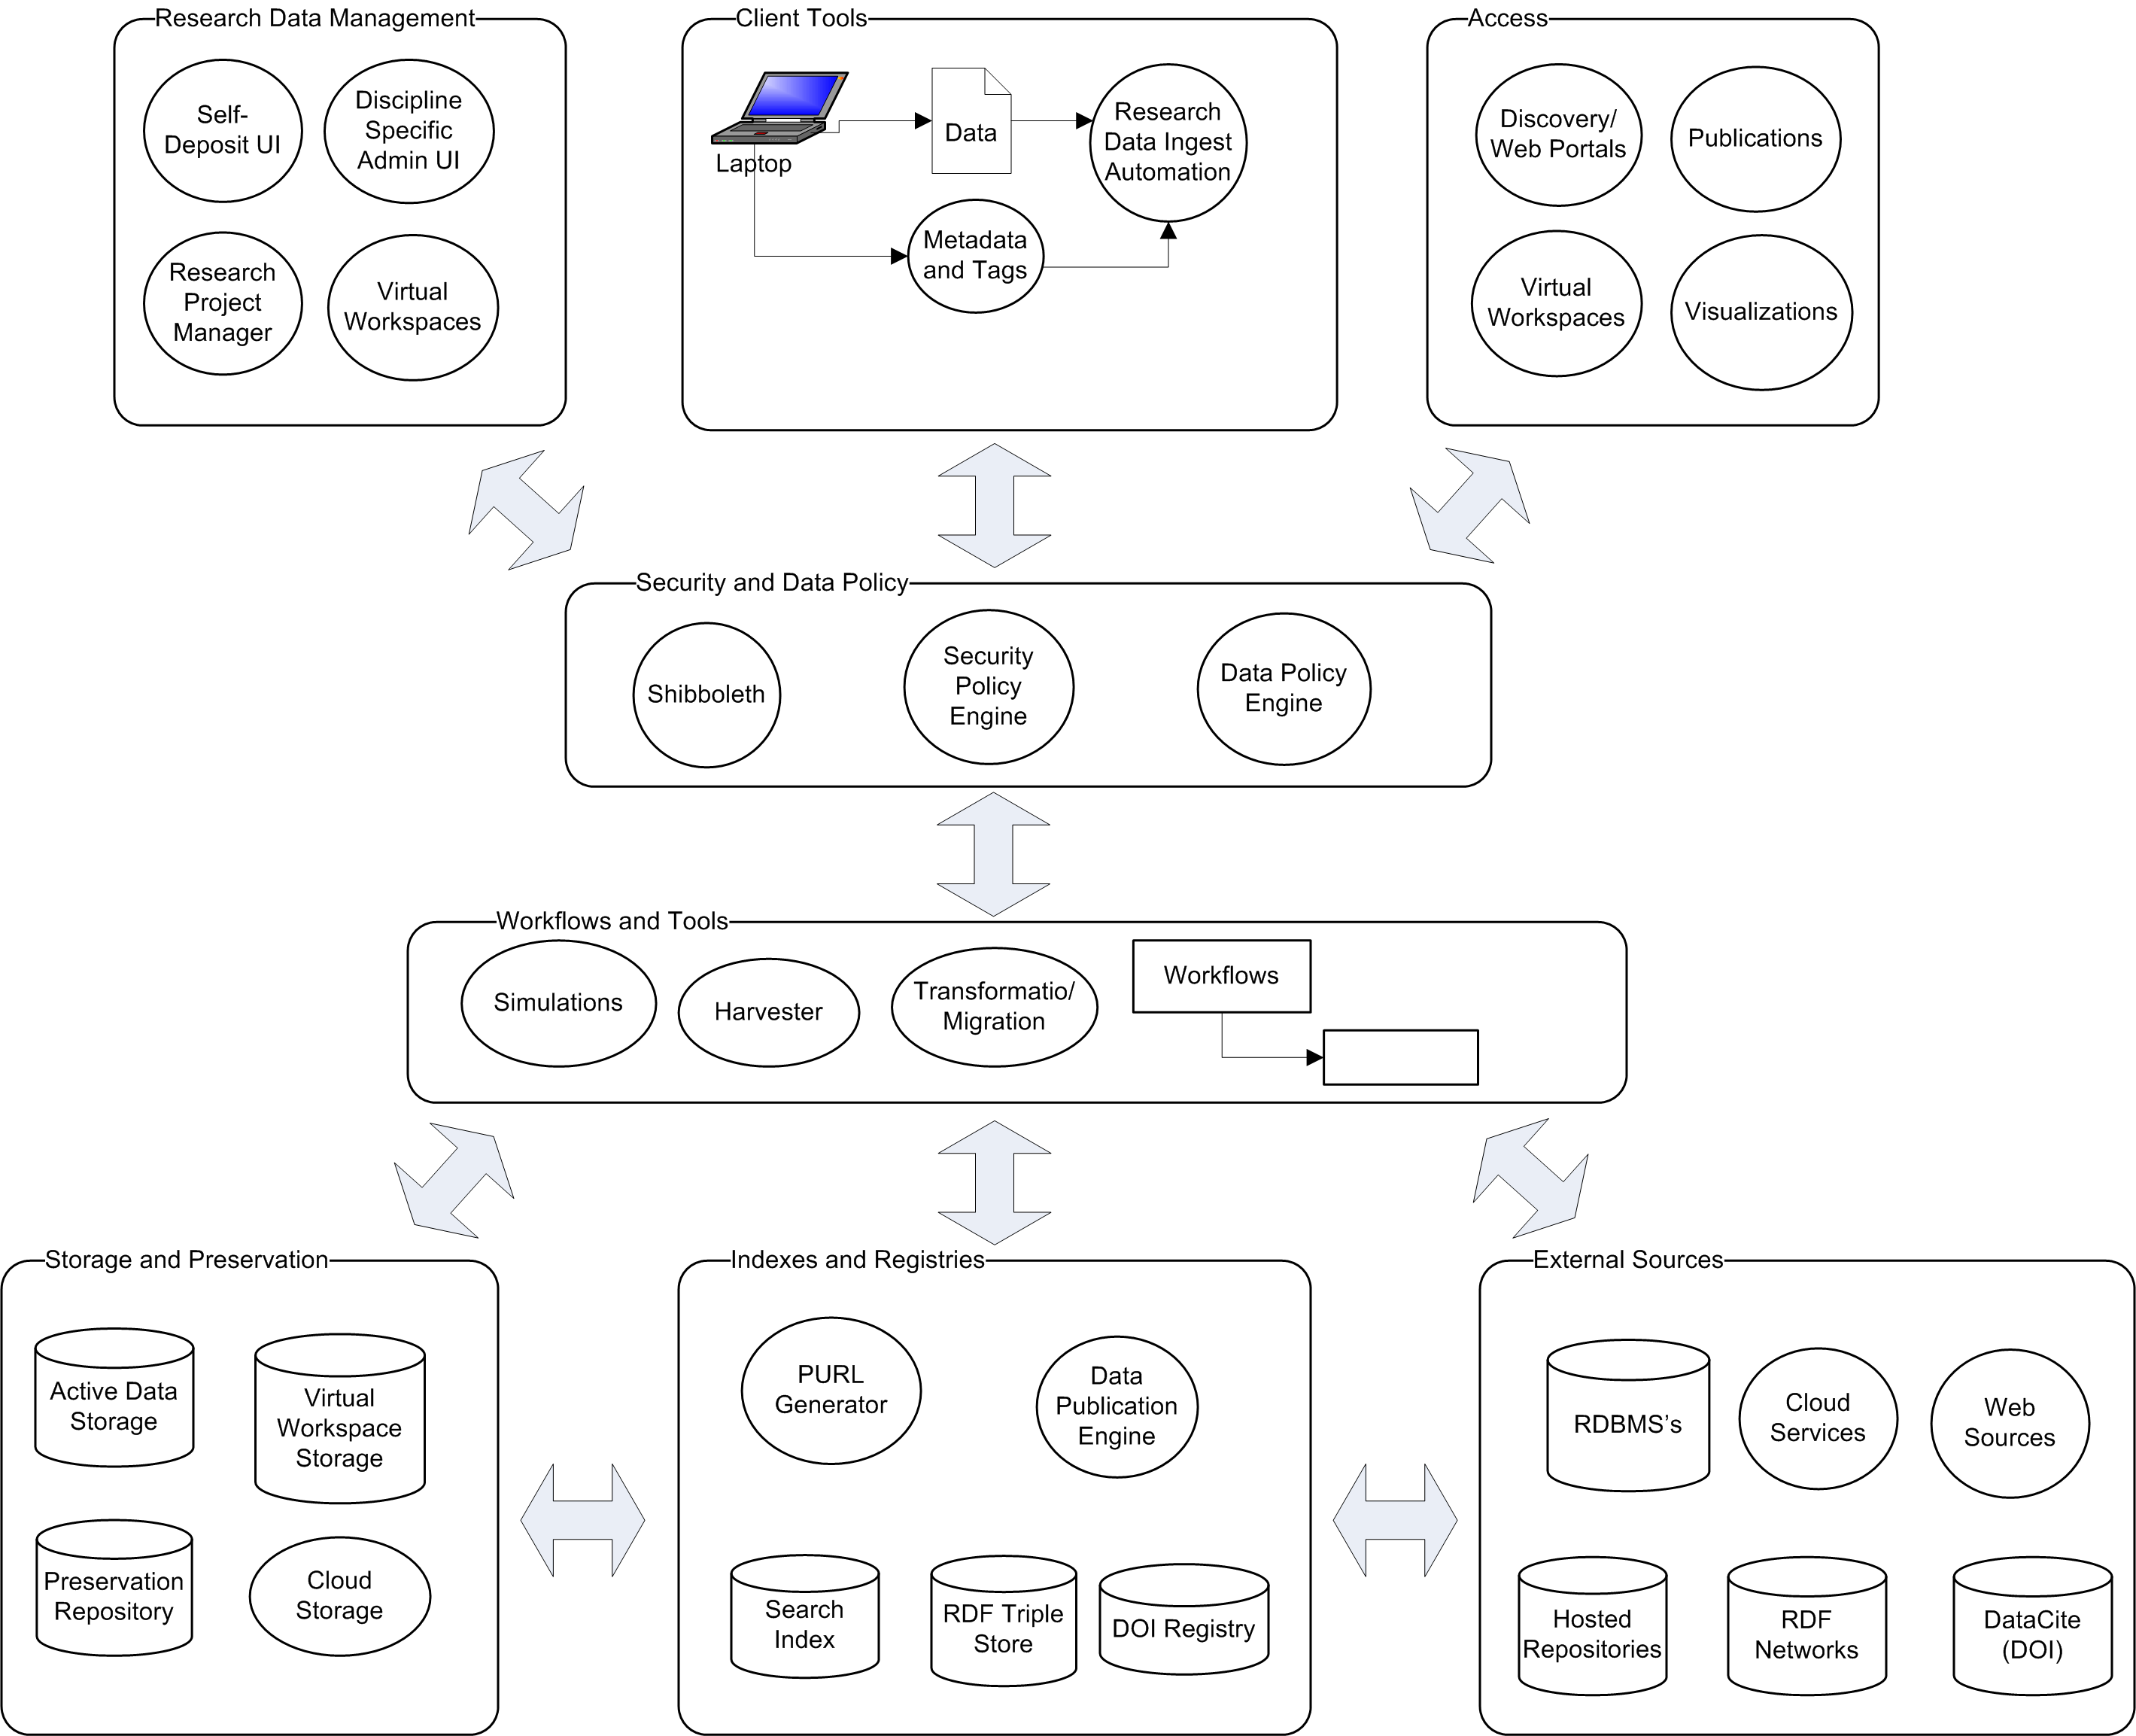 Research Data Management
Self-
Deposit UI
Discipline
Specific
Admin UI
Research
Project
Manager
Virtual
Workspaces
Client Tools
Laptop
Data
Research
Data Ingest
Automation
Metadata
and Tags
Access
Discovery/
Web Portals
Publications
Virtual
Workspaces
Visualizations
Security and Data Policy
Shibboleth
Security
Policy
Engine
Data Policy
Engine
Workflows and Tools
Simulations
Harvester
Transformatio/
Migration
Workflows
Storage and Preservation
Active Data
Storage
Virtual
Workspace
Storage
Preservation
Repository
Cloud
Storage
Indexes and Registries
PURL
Generator
Data
Publication
Engine
Search
Index
RDF Triple
Store
DOI Registry
External Sources
RDBMS’s
Cloud
Services
Web
Sources
Hosted
Repositories
RDF
Networks
DataCite
(DOI)